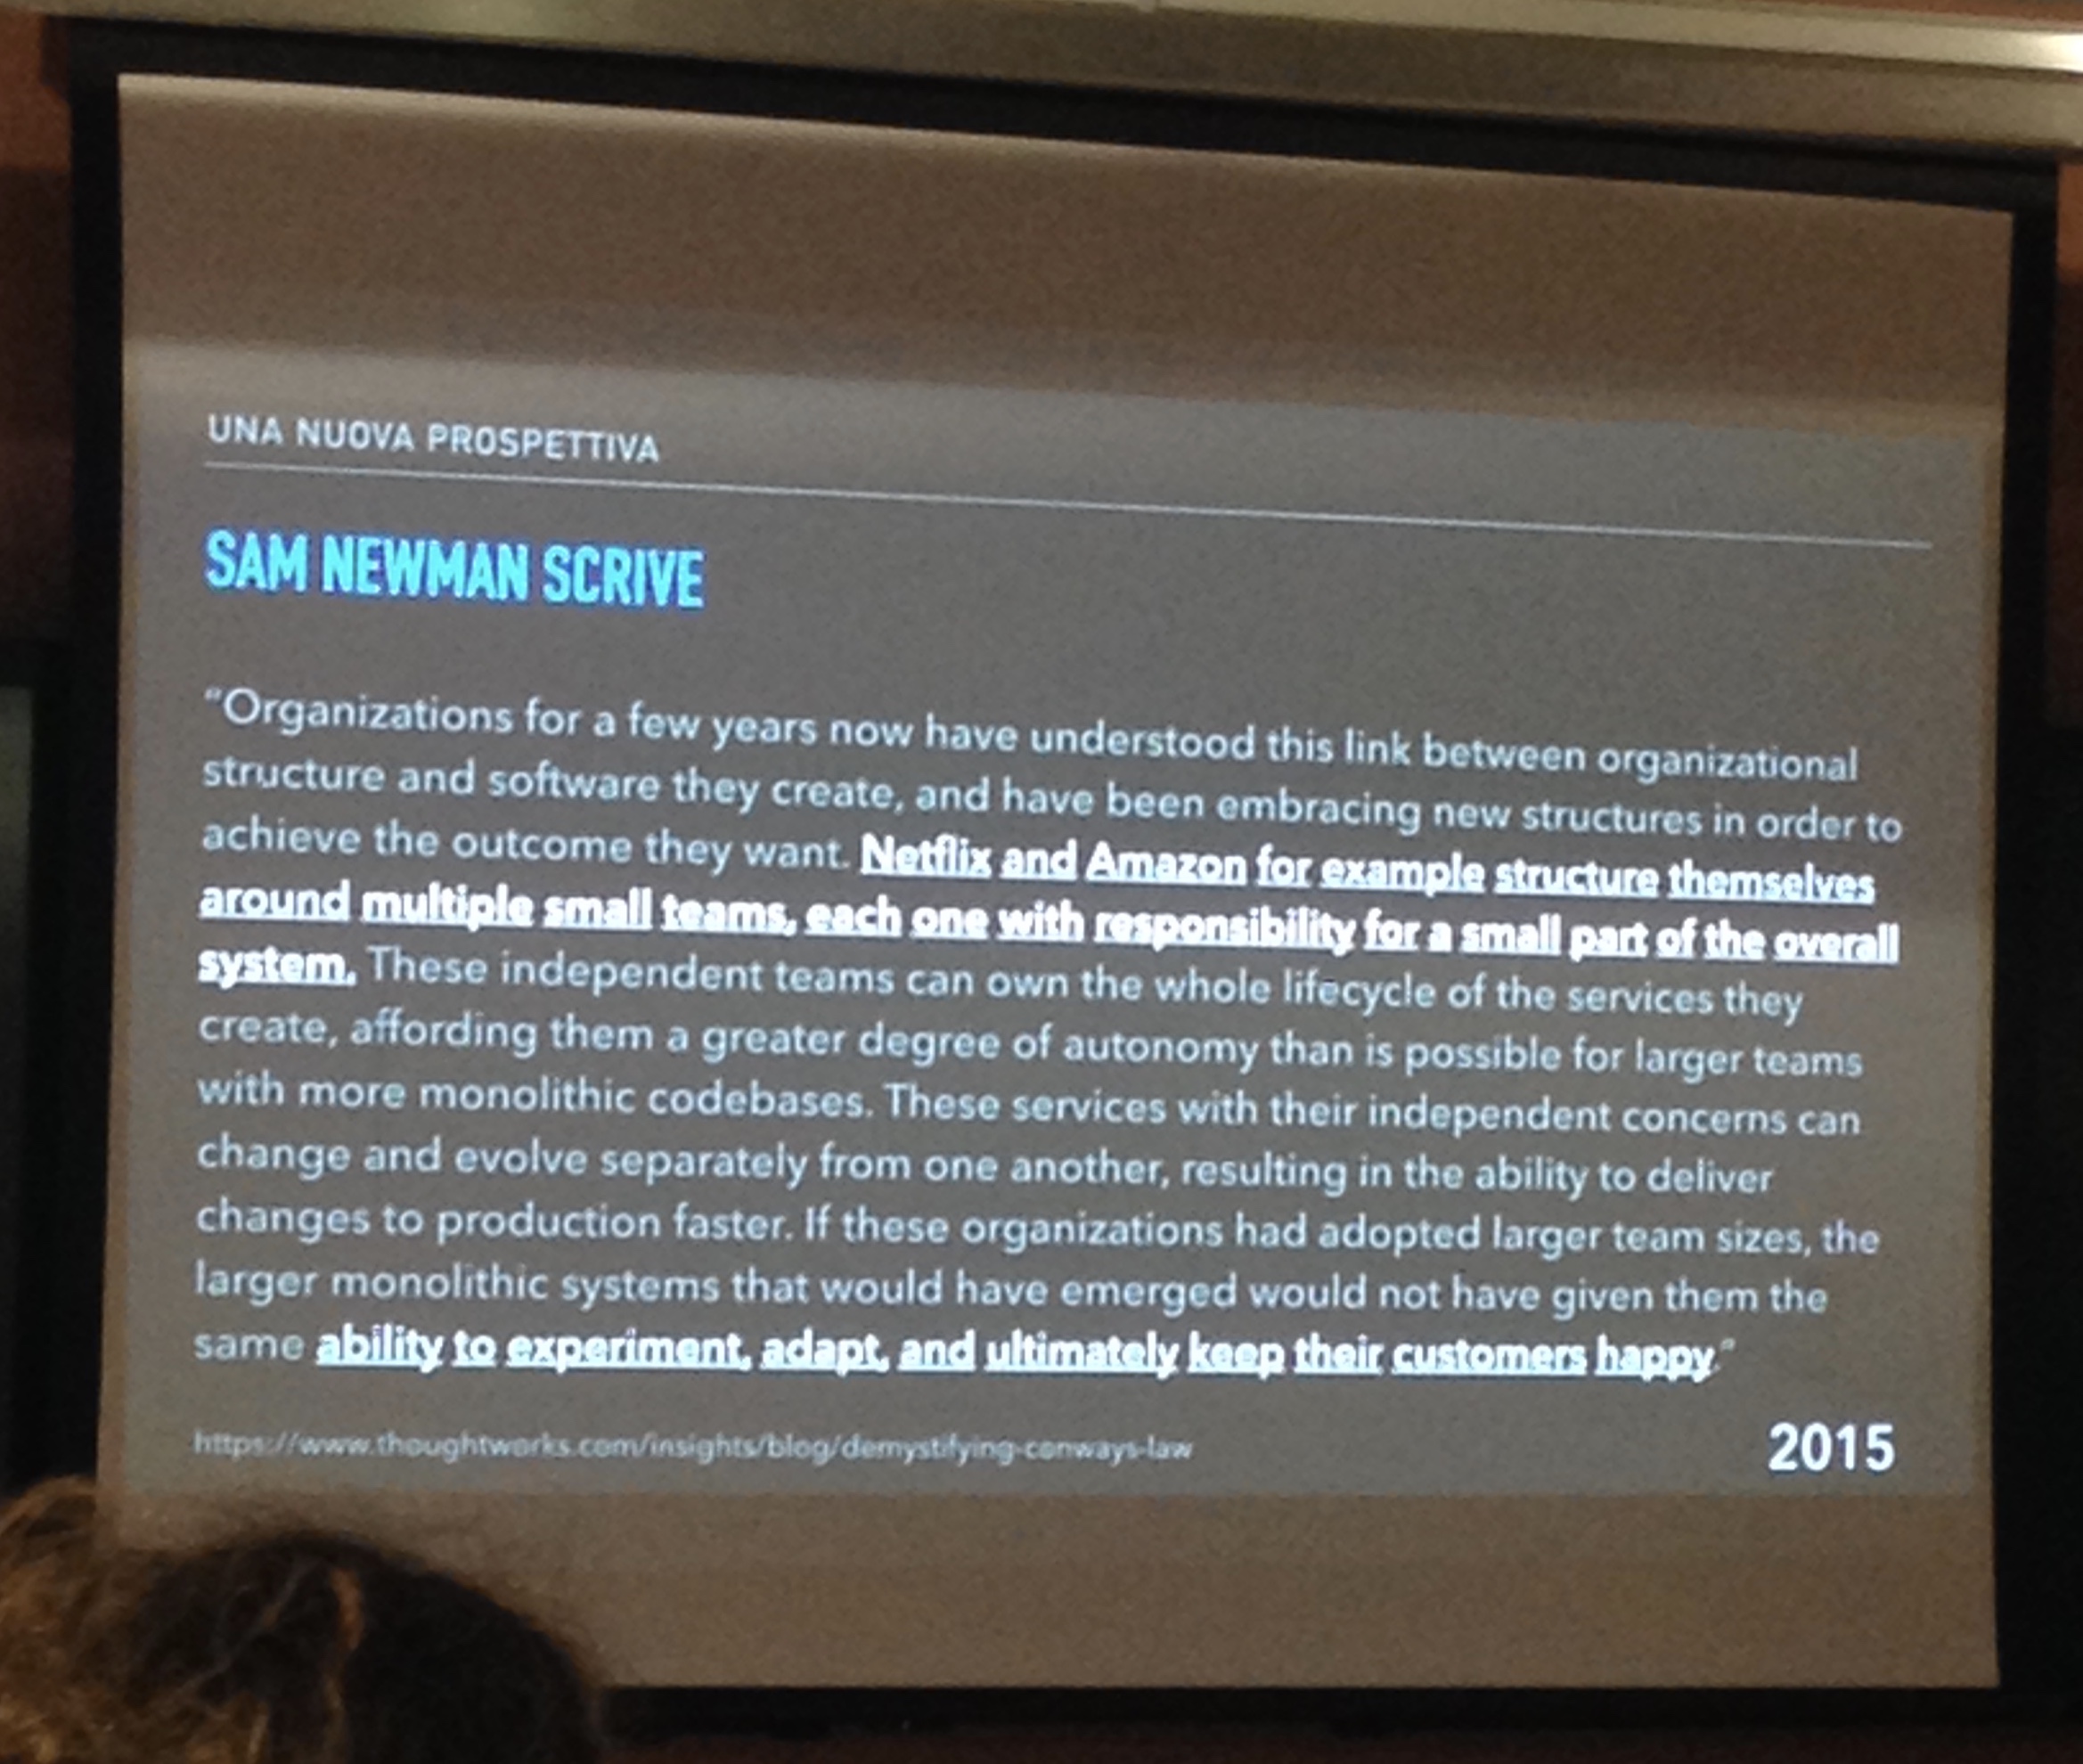 UNA NUOVA PROSPETTIVA
SAM NEWMAN SCRIVE
“Organizations for a few years now have understood this link between organizational
structure and software they create, and have been embracing new structures in order to
achieve the outcome they want. Netflix and Amazon for example structure themselves
around multiple small teams, each one with responsibility for a small part of the overall
system. These independent teams can own the whole lifecycle of the services they
create, affording them a greater degree of autonomy than is possible for larger teams
with more monolithic codebases. These services with their independent concerns can
change and evolve separately from one another, resulting in the ability to deliver
changes to production faster. If these organizations had adopted larger team sizes, the
larger monolithic systems that would have emerged would not have given them the
same ability to experiment, adapt, and ultimately keep their customers happy.”
https://www.thoughtworks.com/insights/blog/demystifying-conways-law
2015